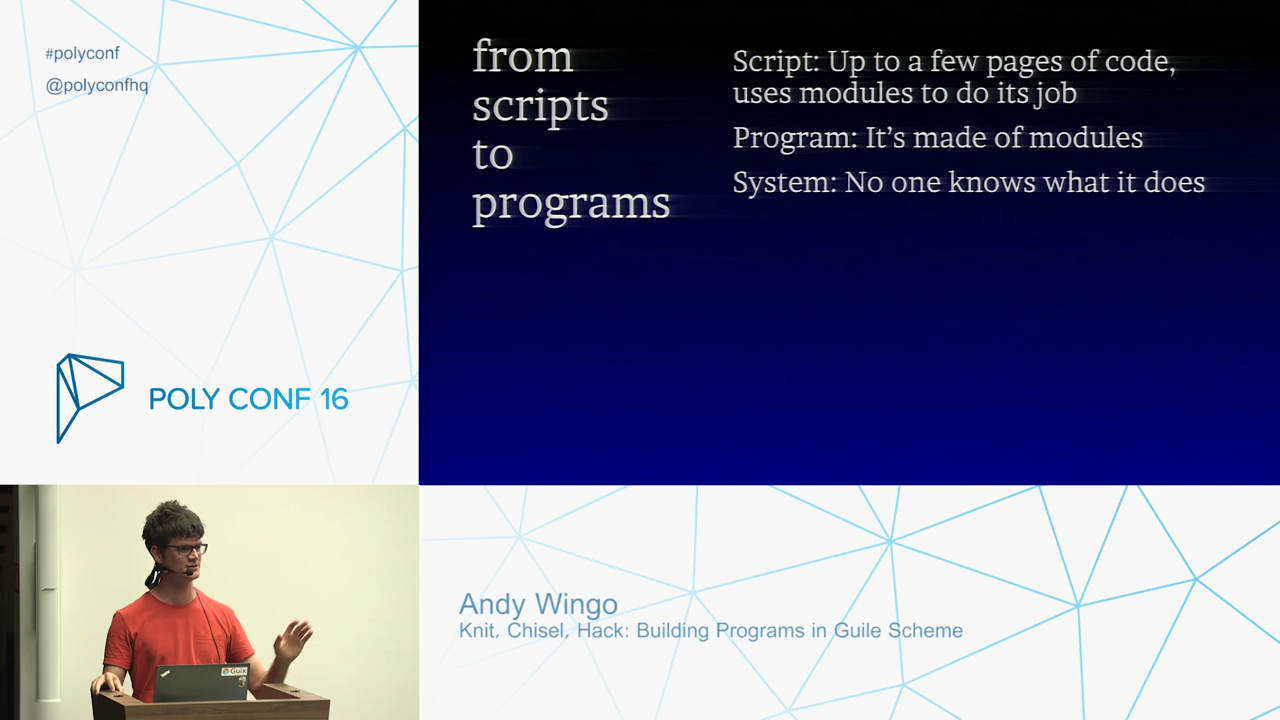 #polyconf
@polyconfhq
POLY CONF 16
from
scripts
to
programs
Script: Up to a few pages of code,
uses modules to do its job
Program: It’s made of modules
System: No one knows what it does
Guix
Andy Wingo
Knit, Chisel, Hack: Building Programs in Guile Scheme